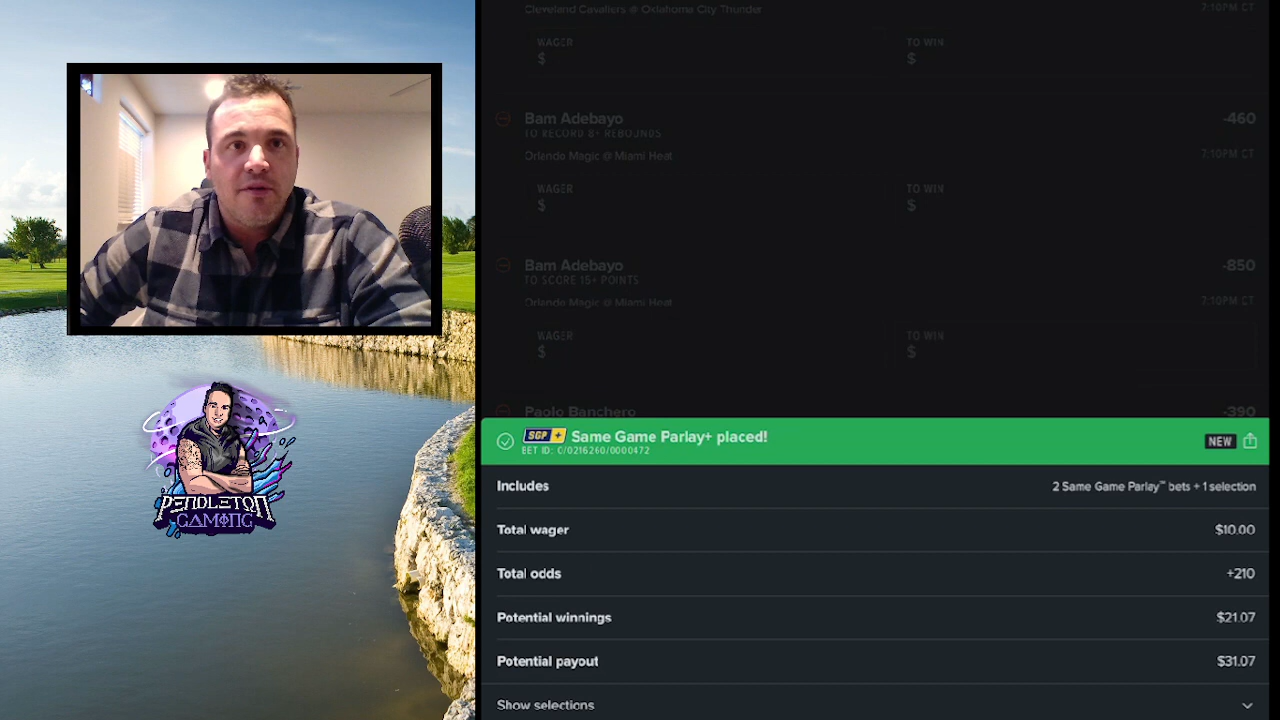 Cleveland Cavaliers @ Oklahoma City Thunder
7:10PM CT
WAGER
TO WIN
$
$
Bam Adebayo
-460
TO RECORD 8+ REBOUNDS
Orlando Magic @ Miami Heat
7:10PM CT
WAGER
TO WIN
$
$
Bam Adebayo
-850
TO SCORE 15+ POINTS
Orlando Magic @ Miami Heat
7:10PM CT
WAGER
TO WIN
$
$
Paolo Banchero
-390
SGP + Same Game Parlay+ placed!
NEW
BET ID: O/0216260/0000472
Includes
2 Same Game Parlay™ bets + 1 selection
Total wager
$10.00
Total odds
+210
Potential winnings
$21.07
Potential payout
$31.07
Show selections
PENDLETON
GAMING